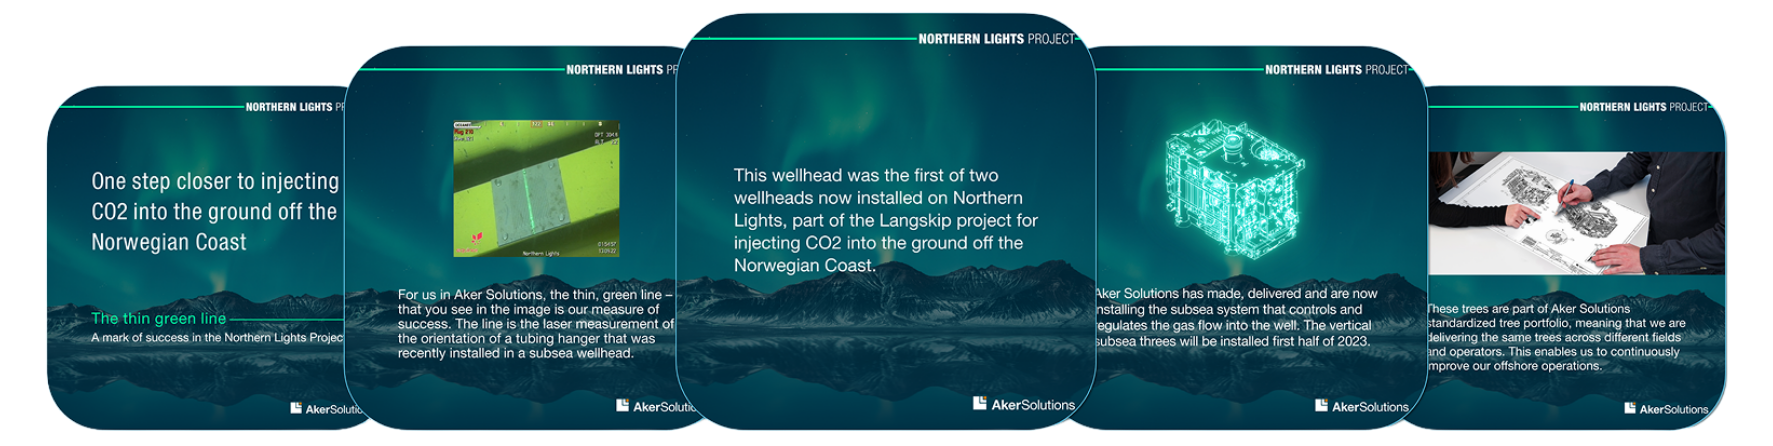 NORTHERN LIGHTS
One step closer to injecting
CO2 into the ground off the
Norwegian Coast
The thin green line
A mark of success in the Northern Lights Projec
AkerSolutio
NORTHERN LIGHTS
DPT 304.4
Northern Lights
For us in Aker Solutions, the thin, green line –
that you see in the image is our measure of
success. The line is the laser measurement of
the orientation of a tubing hanger that was
recently installed in a subsea wellhead.
AkerSolutio
NORTHERN LIGHTS PROJECT
This wellhead was the first of two
wellheads now installed on Northern
Lights, part of the Langskip project for
injecting CO2 into the ground off the
Norwegian Coast.
AkerSolutions
NORTHERN LIGHTS PROJECT
Aker Solutions has made, delivered and are now
installing the subsea system that controls and
regulates the gas flow into the well. The vertical
subsea threes will be installed first half of 2023.
AkerSolutions
NORTHERN LIGHTS PROJECT
These trees are part of Aker Solutions
standardized tree portfolio, meaning that we are
delivering the same trees across different fields
and operators. This enables us to continuously
improve our offshore operations.
AkerSolutions